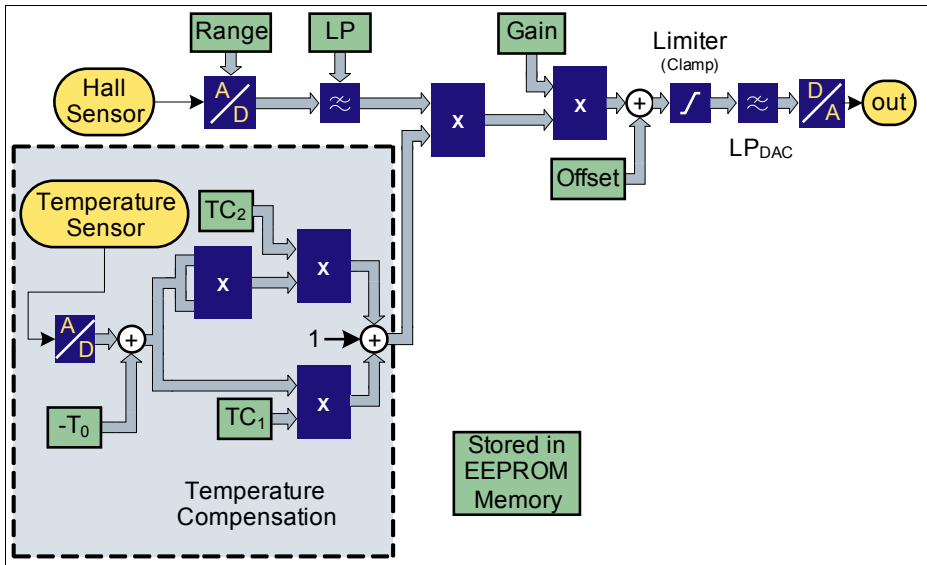 Range
LP
Gain
Limiter
(Clamp)
Hall
Sensor
A
D
x
x
D
A
out
LP_DAC
Offset
Temperature
Sensor
TC₂
x
x
A
D
+
+
1
+
-T₀
TC₁
x
Stored in
EEPROM
Memory
Temperature
Compensation